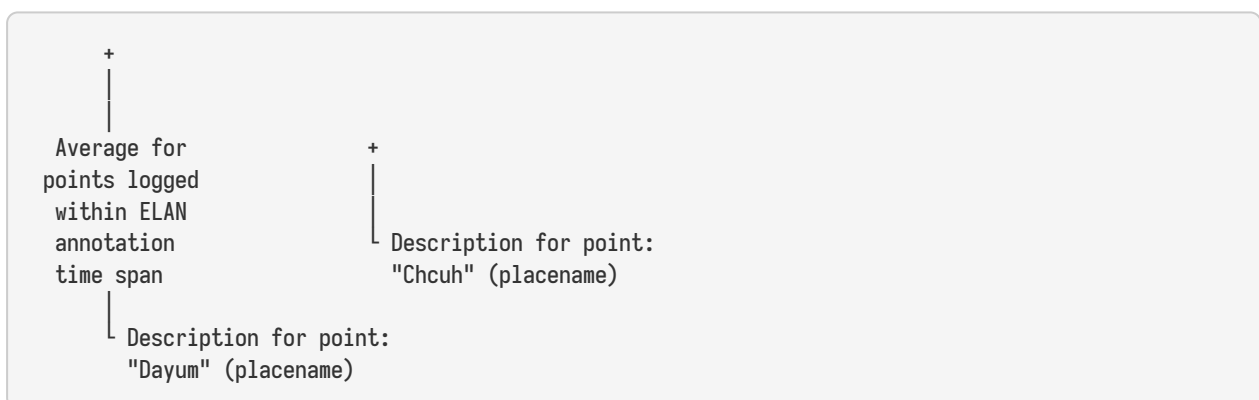 +
Average for +
points logged
within ELAN
annotation Description for point:
time span "Chcuh" (placename)
Description for point:
"Dayum" (placename)